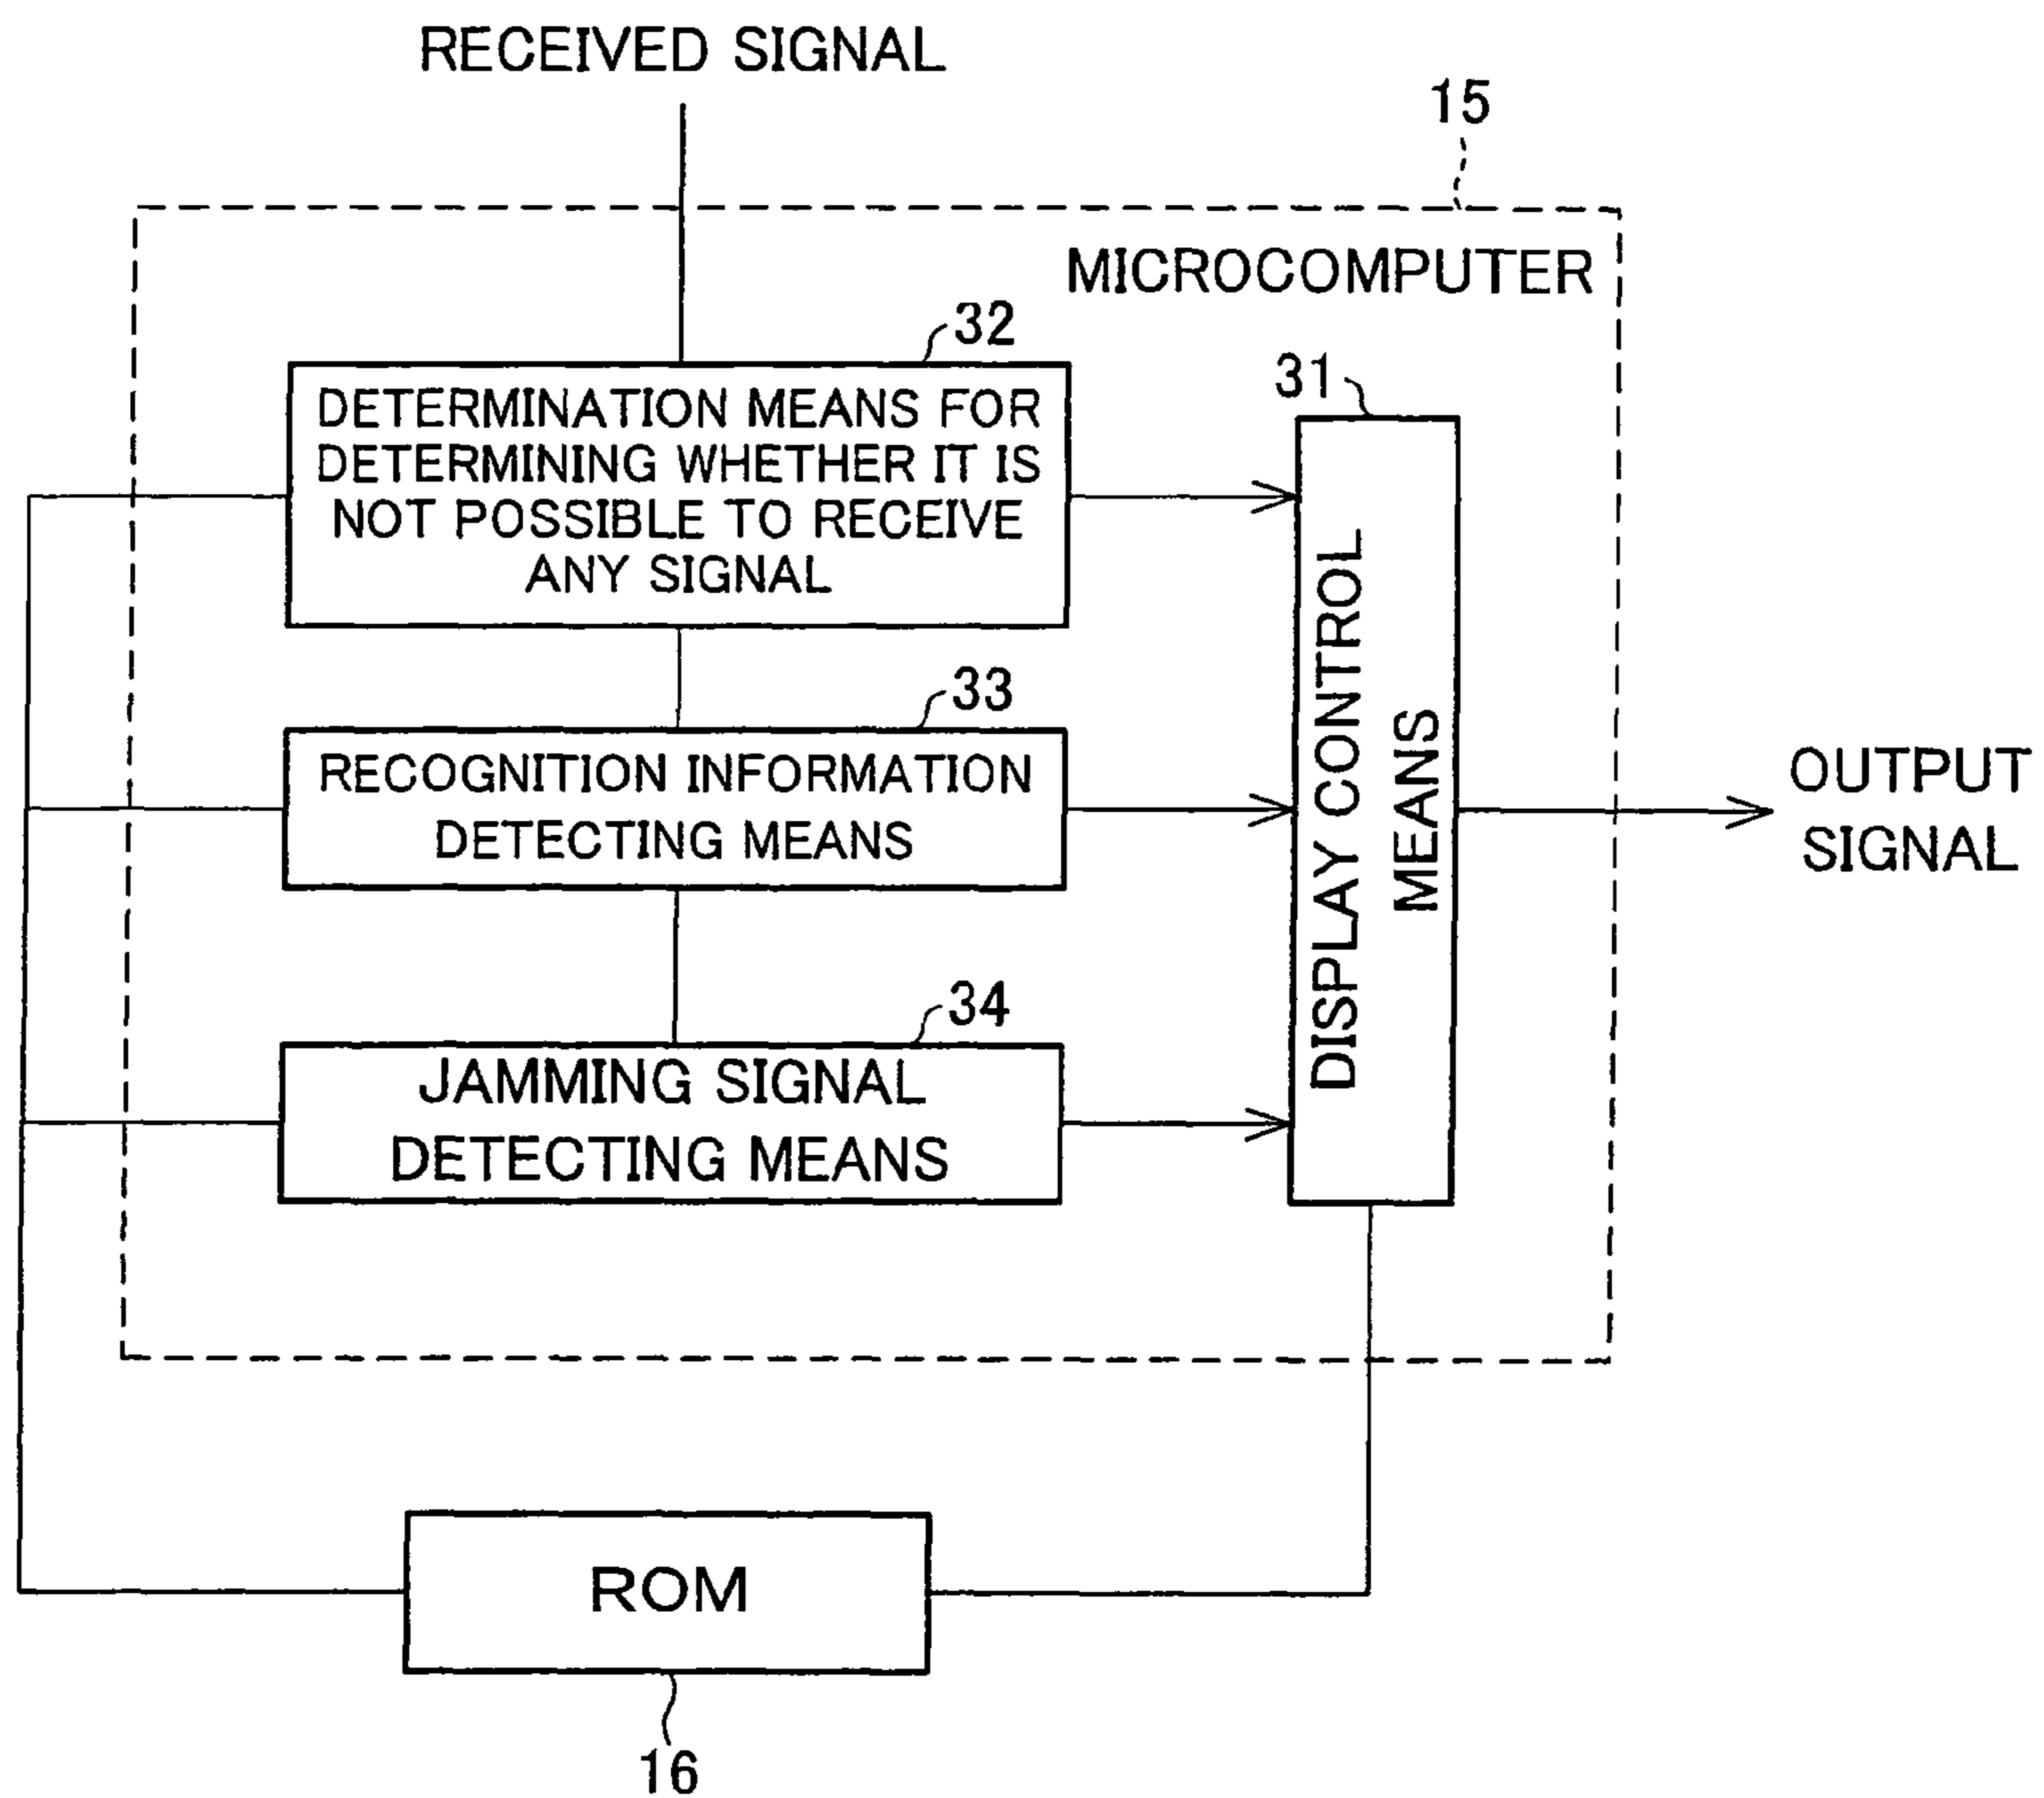 RECEIVED SIGNAL
15
MICROCOMPUTER
32
DETERMINATION MEANS FOR
DETERMINING WHETHER IT IS
NOT POSSIBLE TO RECEIVE
ANY SIGNAL
31
DISPLAY CONTROL
MEANS
33
RECOGNITION INFORMATION
DETECTING MEANS
OUTPUT
SIGNAL
34
JAMMING SIGNAL
DETECTING MEANS
ROM
16